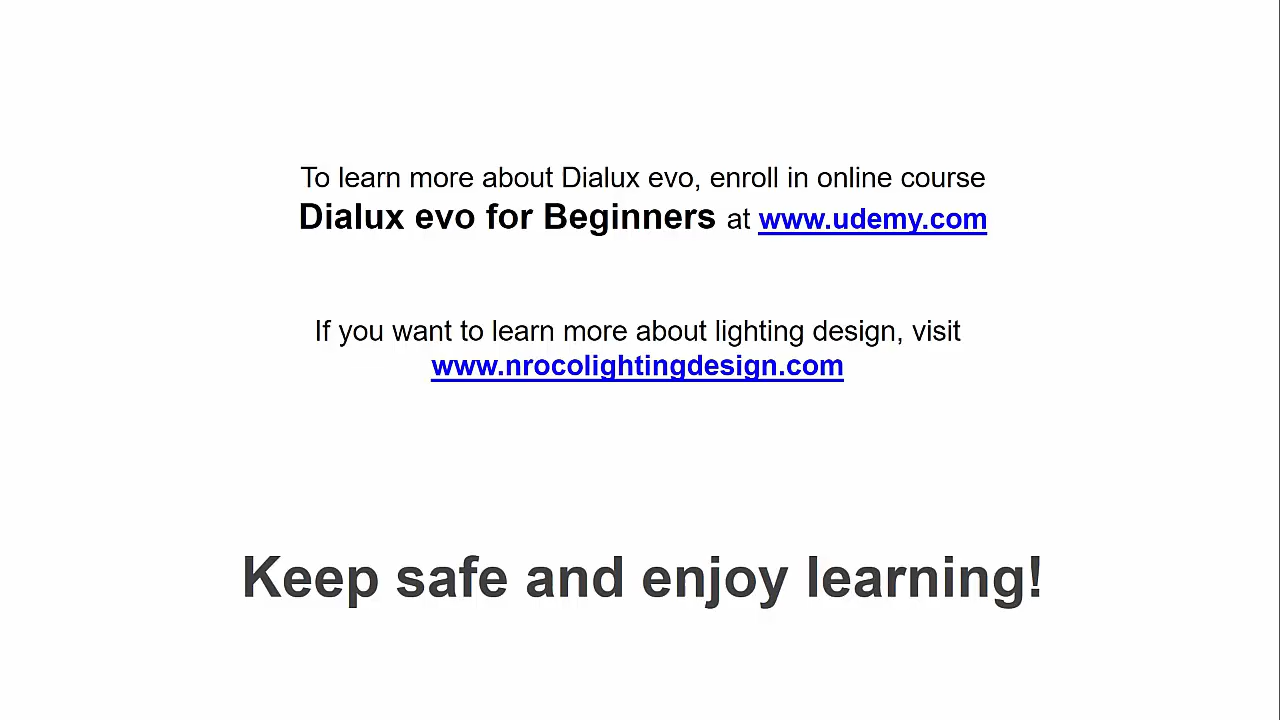 To learn more about Dialux evo, enroll in online course
Dialux evo for Beginners at www.udemy.com
If you want to learn more about lighting design, visit
www.nrocolightingdesign.com
Keep safe and enjoy learning!